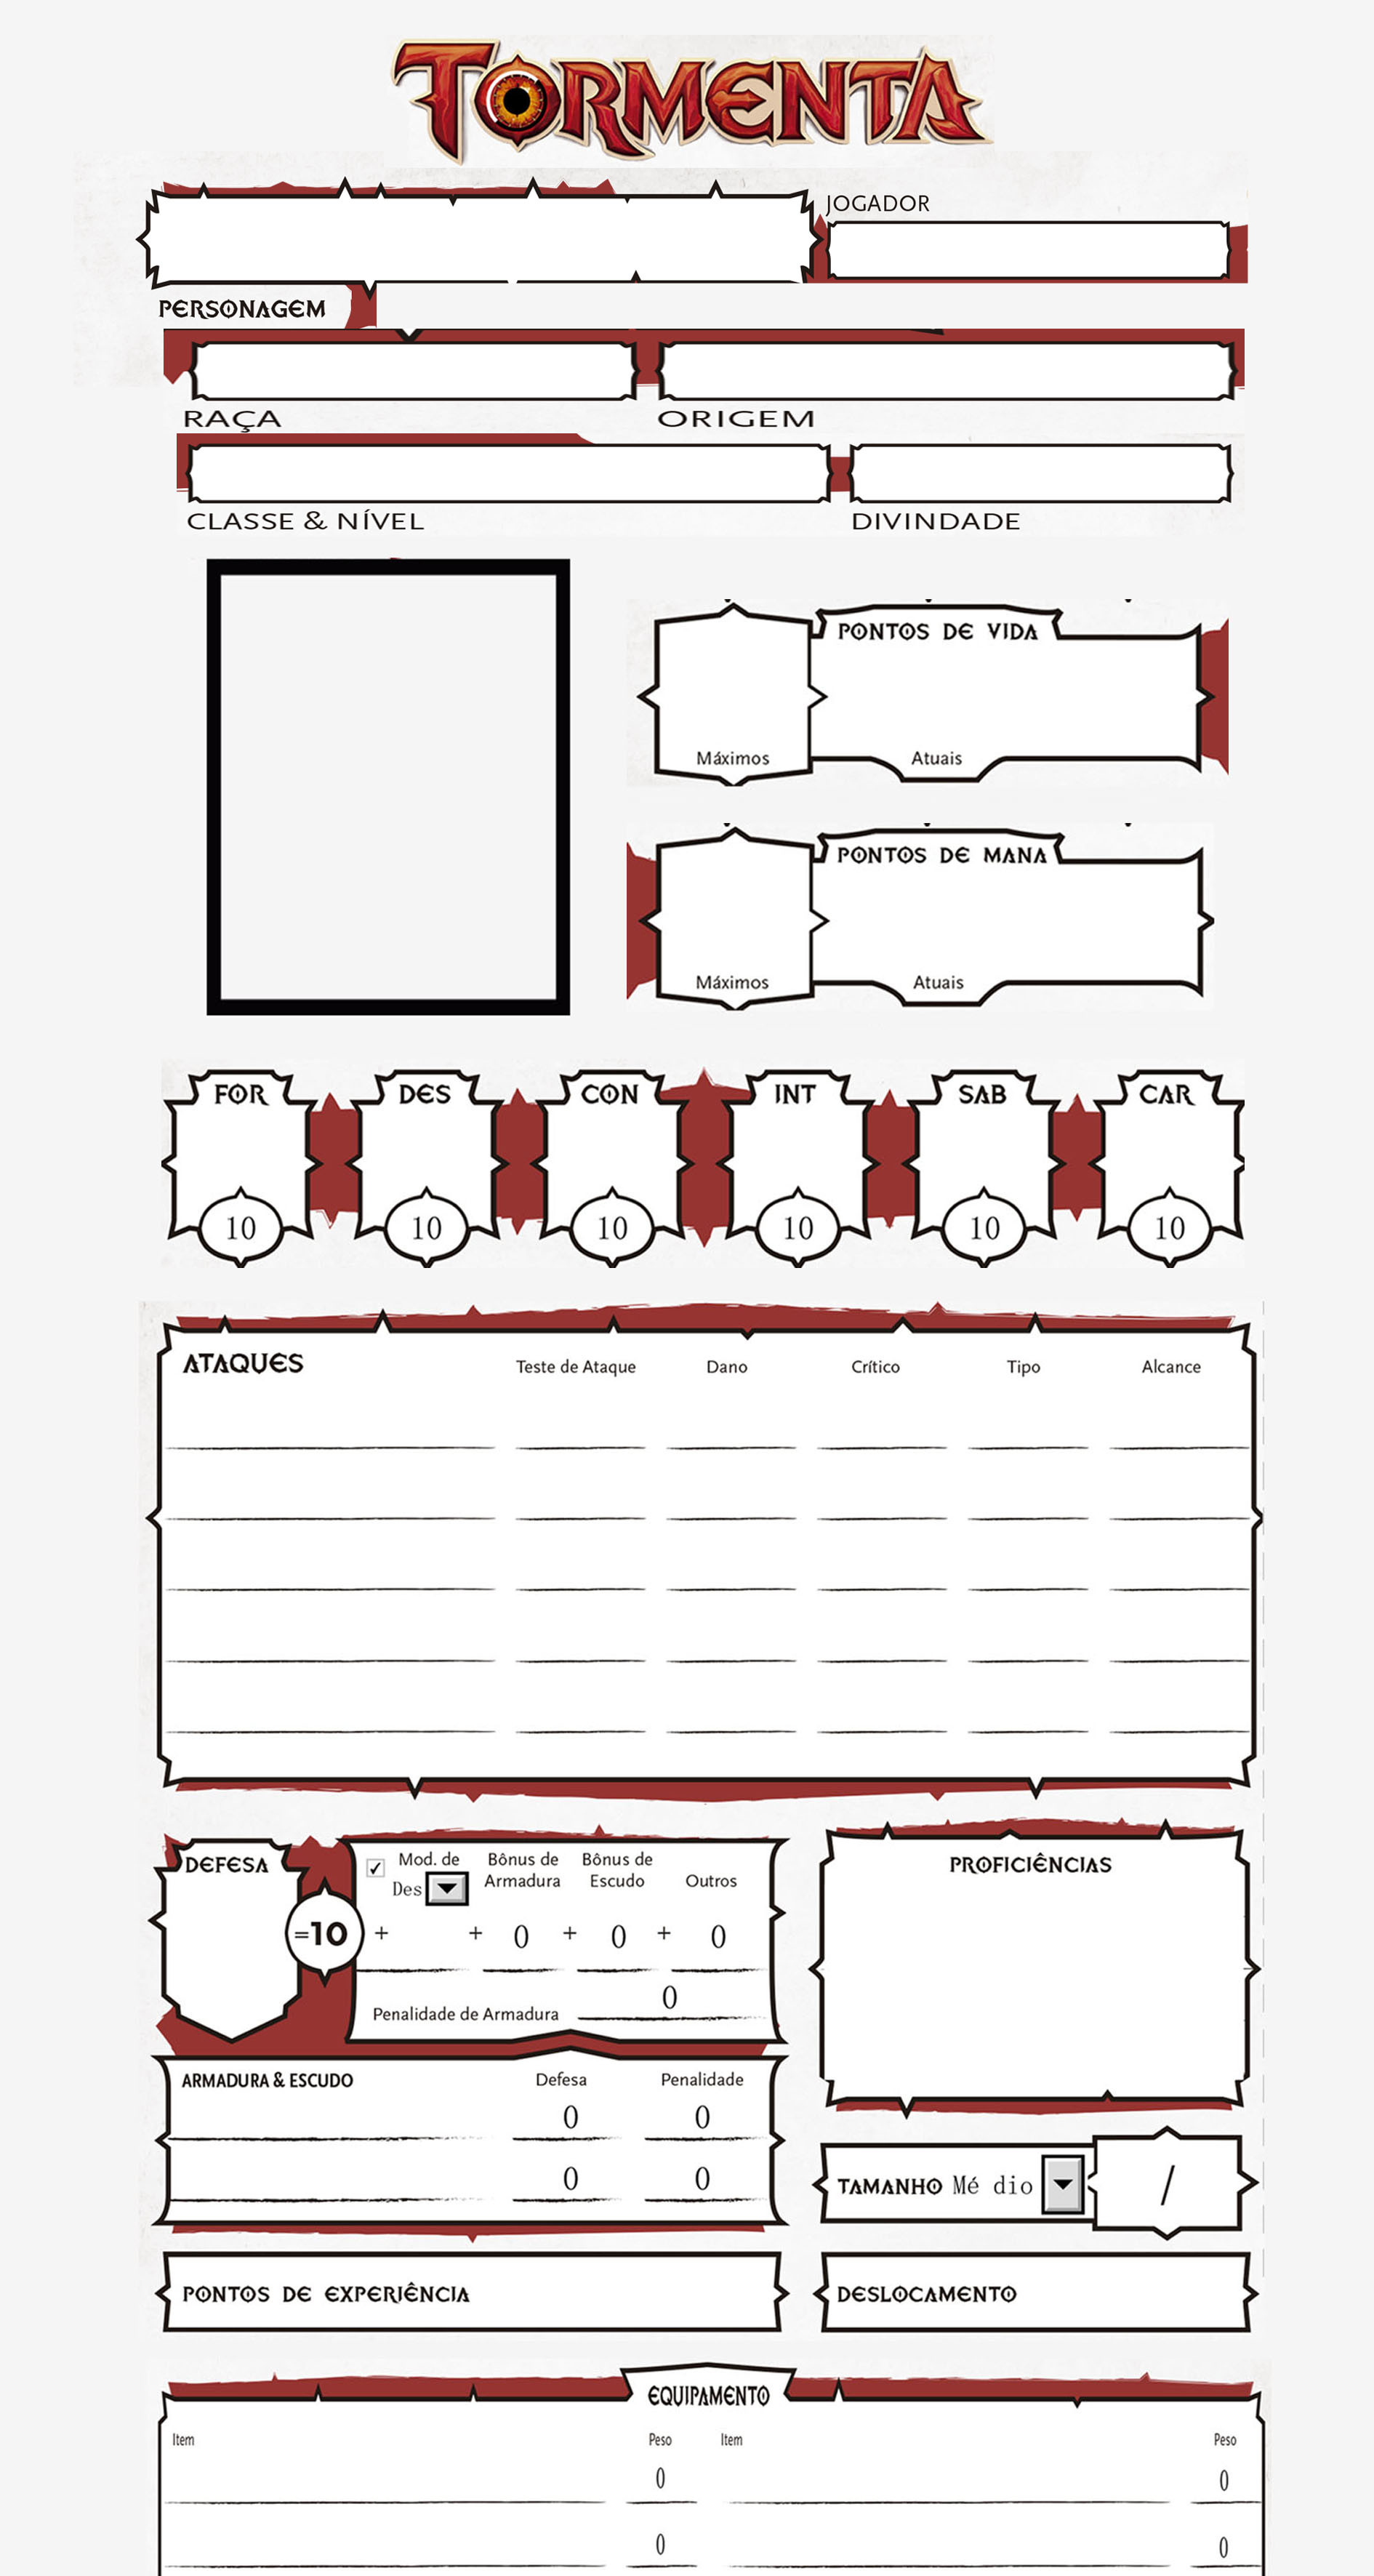 TORMENTA
JOGADOR
PERSONAGEM
RAÇA ORIGEM
CLASSE & NÍVEL DIVINDADE
PONTOS DE VIDA
Máximos Atuais
PONTOS DE MANA
Máximos Atuais
FOR DES CON INT SAB CAR
10 10 10 10 10 10
ATAQUES Teste de Ataque Dano Crítico Tipo Alcance
DEFESA
Mod. de Des
Bônus de Armadura
Bônus de Escudo
Outros
=10 + + 0 + 0 + 0
Penalidade de Armadura 0
PROFICIÊNCIAS
ARMADURA & ESCUDO Defesa Penalidade
0 0
0 0
TAMANHO Mé dio /
PONTOS DE EXPERIÊNCIA DESLOCAMENTO
EQUIPAMENTO
Item Peso Item Peso
0 0
0 0